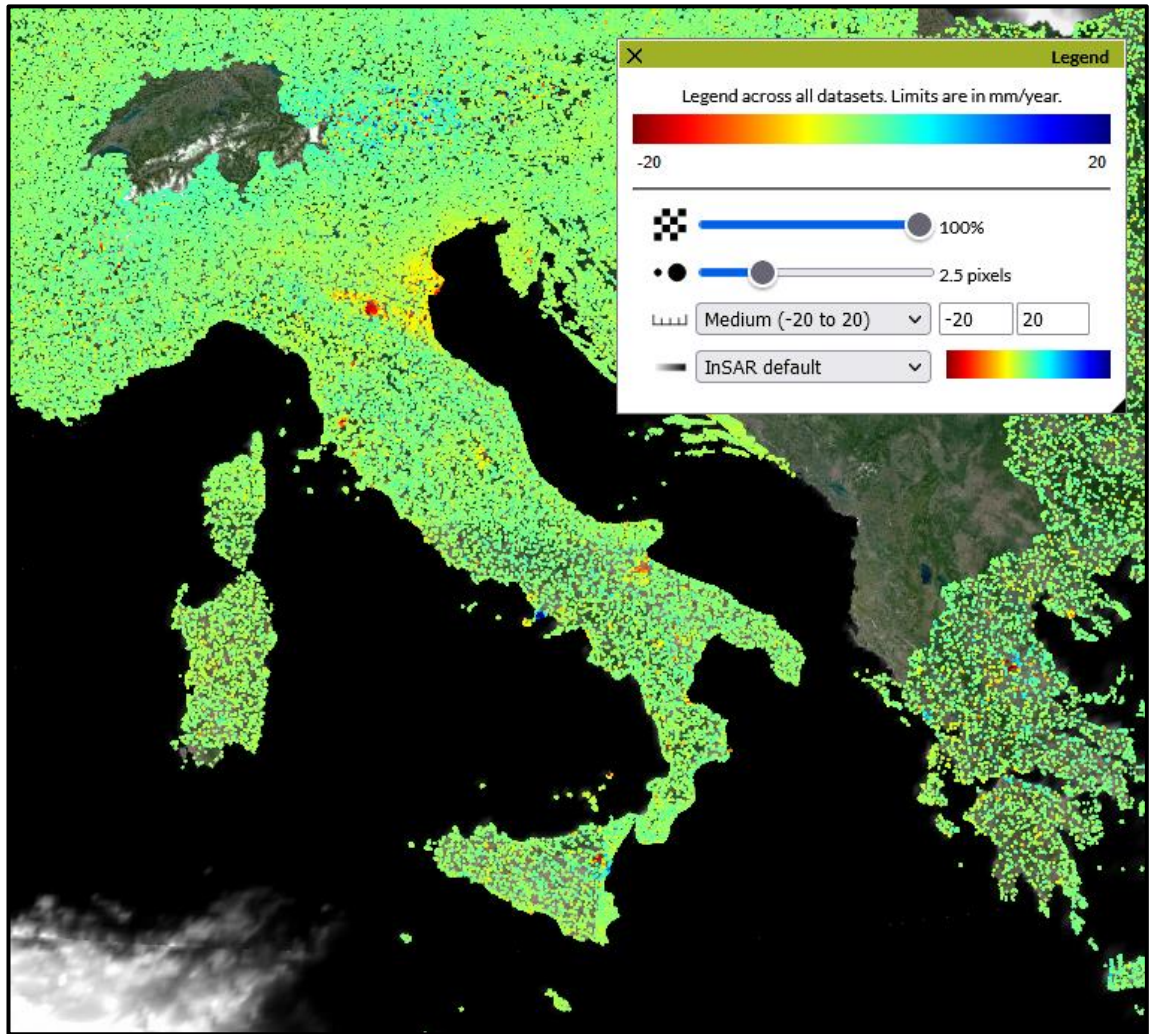 Legend
Legend across all datasets. Limits are in mm/year.
-20 20
100%
2.5 pixels
Medium (-20 to 20) -20 20
InSAR default